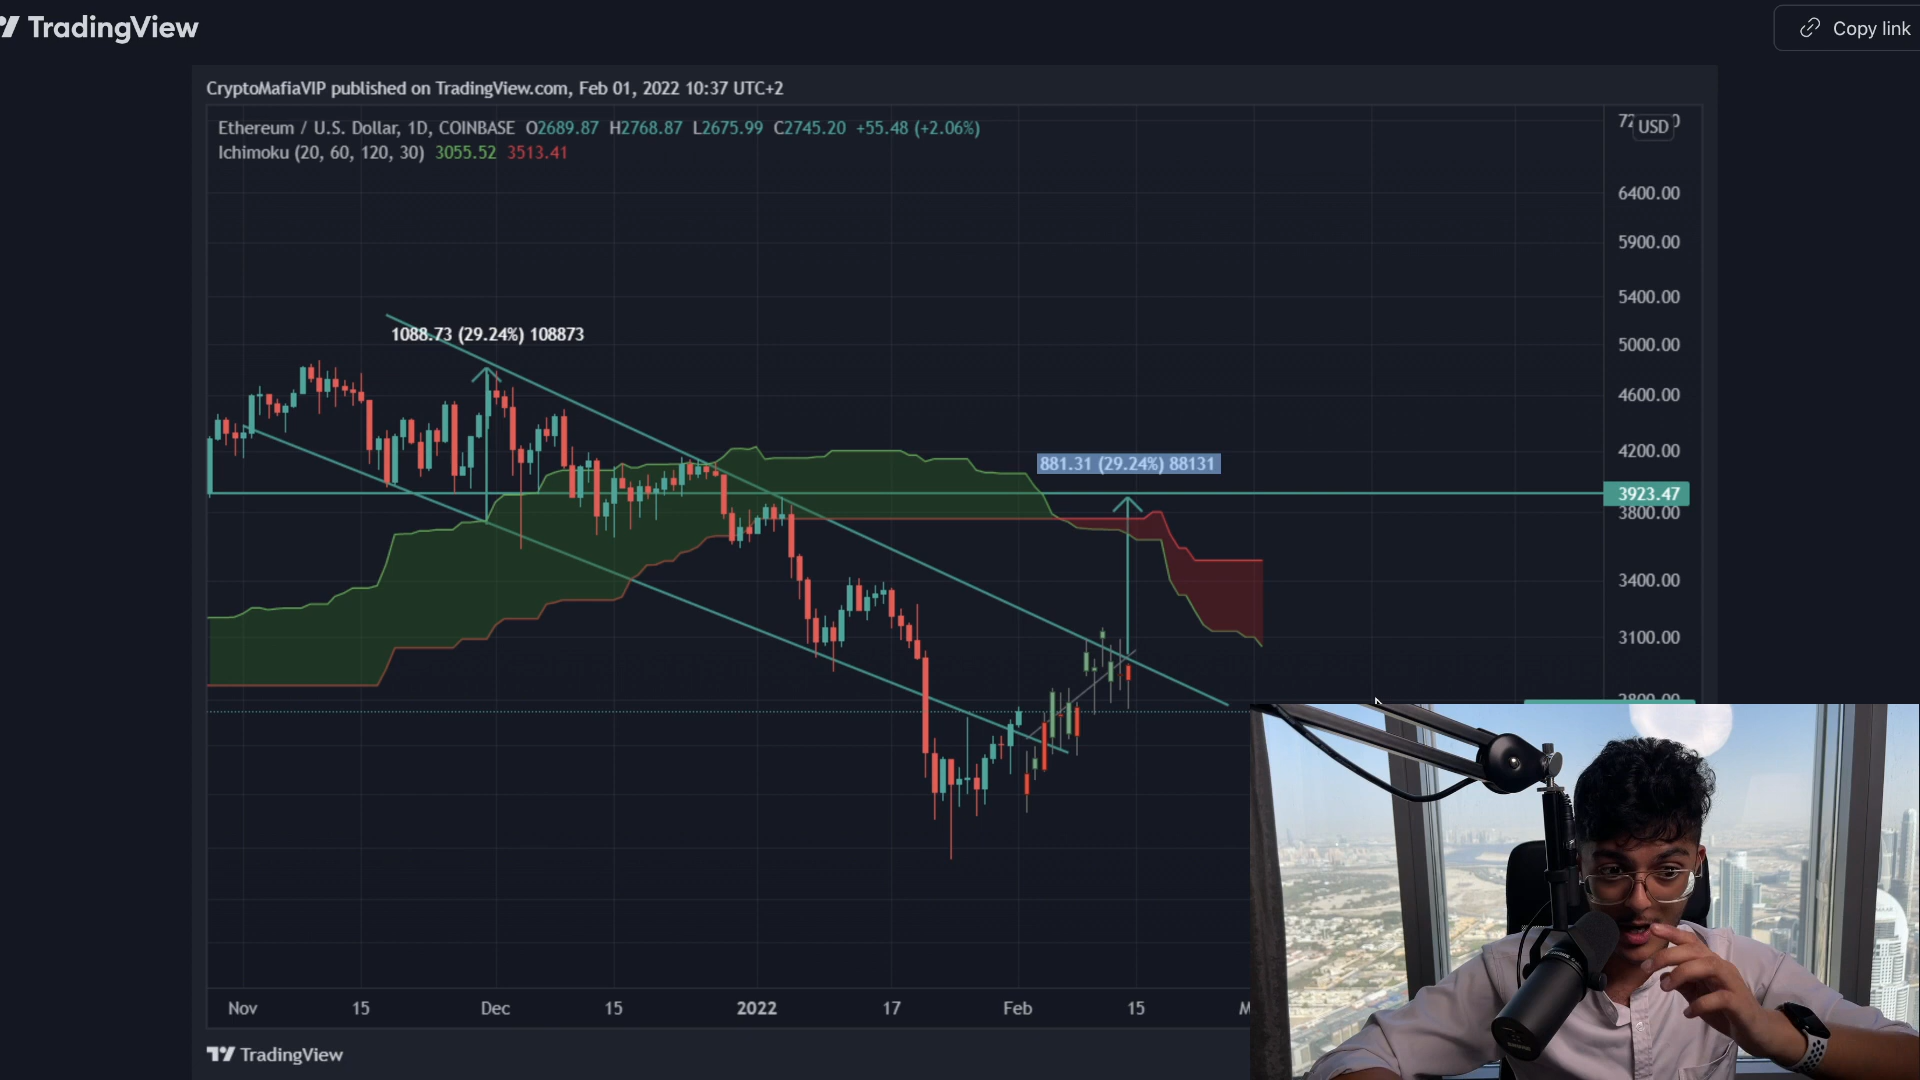 TradingView
Copy link
CryptoMafiaVIP published on TradingView.com, Feb 01, 2022 10:37 UTC+2
Ethereum / U.S. Dollar, 1D, COINBASE O2689.87 H2768.87 L2675.99 C2745.20 +55.48 (+2.06%)
Ichimoku (20, 60, 120, 30) 3055.52 3513.41
USD
6400.00
5900.00
5400.00
1088.73 (29.24%) 108873
5000.00
4600.00
4200.00
881.31 (29.24%) 88131
3923.47
3800.00
3400.00
3100.00
2800.00
Nov 15 Dec 15 2022 17 Feb 15
TradingView